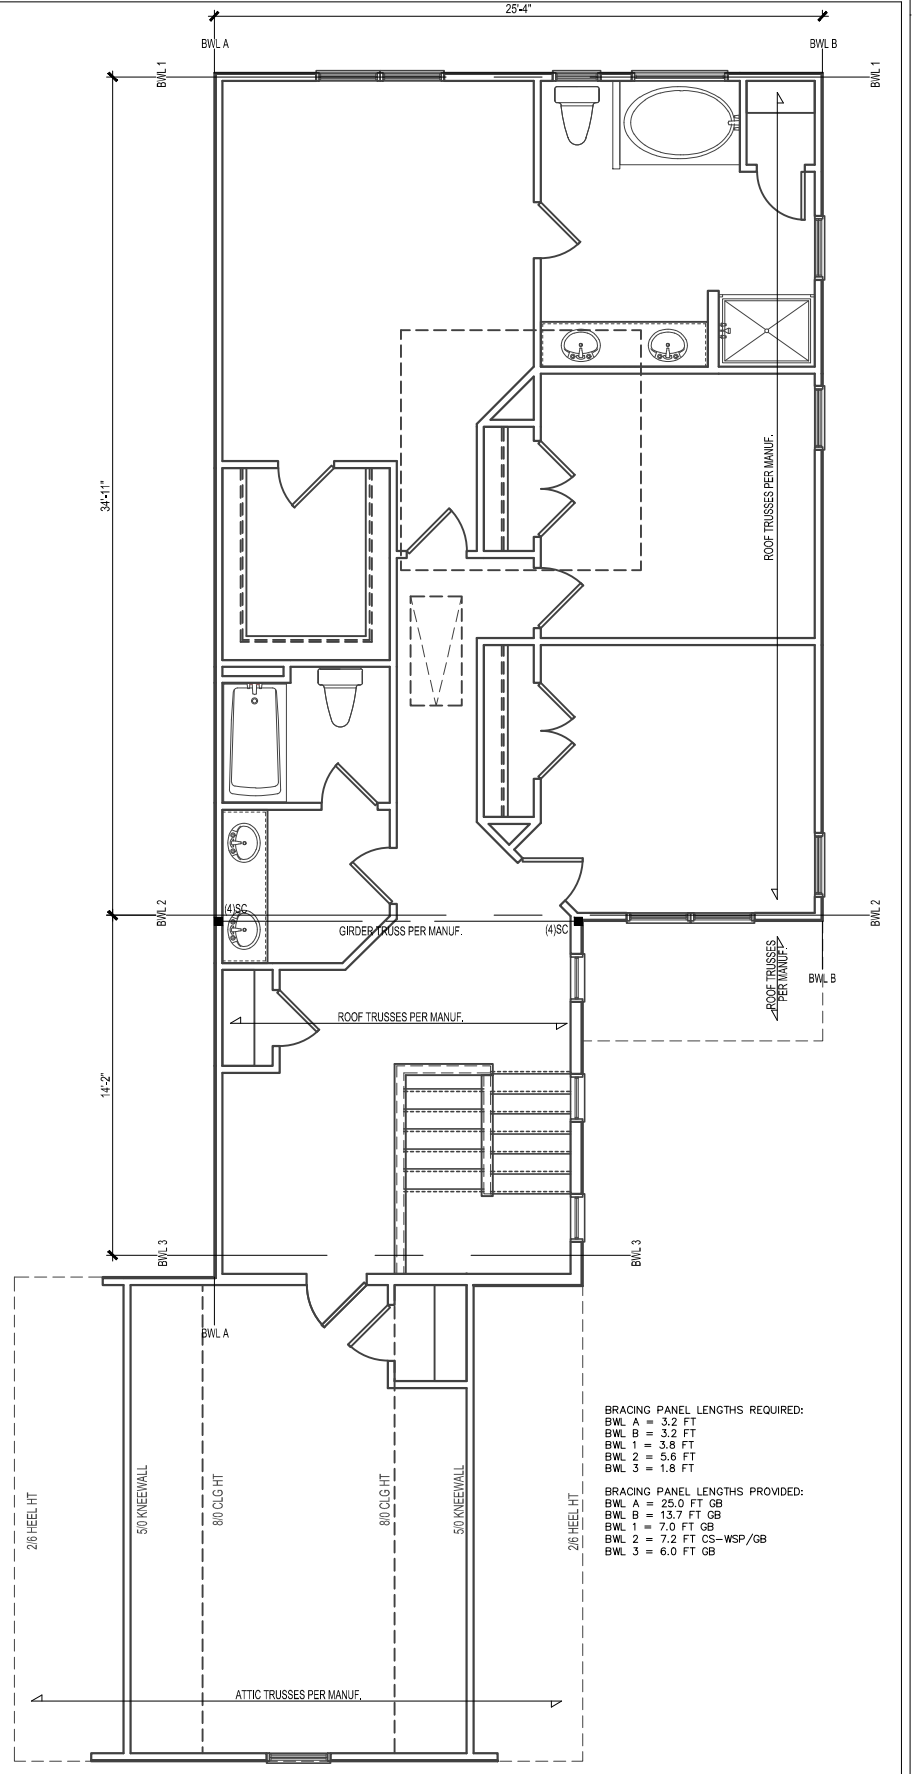 25'-4"
BWL A
BWL B
BWL 1
BWL 1
34'-11"
ROOF TRUSSES PER MANUF.
BWL 2
(4)SC
GIRDER TRUSS PER MANUF.
(4)SC
BWL 2
ROOF TRUSSES
PER MANUF.
BWL B
ROOF TRUSSES PER MANUF.
14'-2"
BWL 3
BWL 3
BWL A
BRACING PANEL LENGTHS REQUIRED:
BWL A = 3.2 FT
BWL B = 3.2 FT
BWL 1 = 3.8 FT
BWL 2 = 5.6 FT
BWL 3 = 1.8 FT
BRACING PANEL LENGTHS PROVIDED:
BWL A = 25.0 FT GB
BWL B = 13.7 FT GB
BWL 1 = 7.0 FT GB
BWL 2 = 7.2 FT CS-WSP/GB
BWL 3 = 6.0 FT GB
2/6 HEEL HT
5/0 KNEEWALL
8/0 CLG HT
8/0 CLG HT
5/0 KNEEWALL
2/6 HEEL HT
ATTIC TRUSSES PER MANUF.